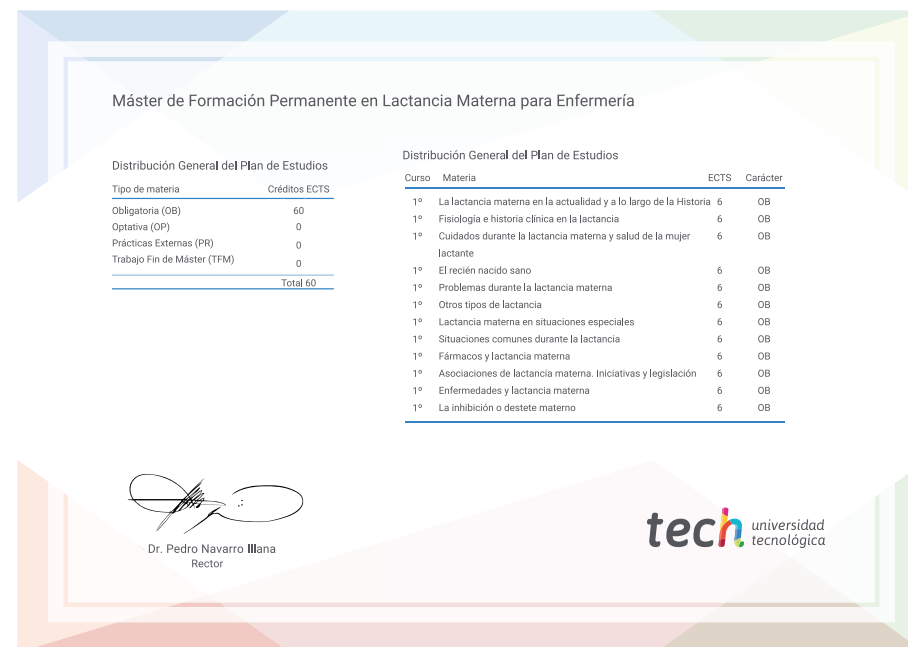 Máster de Formación Permanente en Lactancia Materna para Enfermería
Distribución General del Plan de Estudios
Tipo de materia Créditos ECTS
Obligatoria (OB) 60
Optativa (OP) 0
Prácticas Externas (PR) 0
Trabajo Fin de Máster (TFM) 0
Total 60
Distribución General del Plan de Estudios
Curso Materia ECTS Carácter
1º La lactancia materna en la actualidad y a lo largo de la Historia 6 OB
1º Fisiología e historia clínica en la lactancia 6 OB
1º Cuidados durante la lactancia materna y salud de la mujer 6 OB
lactante
1º El recién nacido sano 6 OB
1º Problemas durante la lactancia materna 6 OB
1º Otros tipos de lactancia 6 OB
1º Lactancia materna en situaciones especiales 6 OB
1º Situaciones comunes durante la lactancia 6 OB
1º Fármacos y lactancia materna 6 OB
1º Asociaciones de lactancia materna. Iniciativas y legislación 6 OB
1º Enfermedades y lactancia materna 6 OB
1º La inhibición o destete materno 6 OB
Dr. Pedro Navarro Illana
Rector
tech universidad
tecnológica